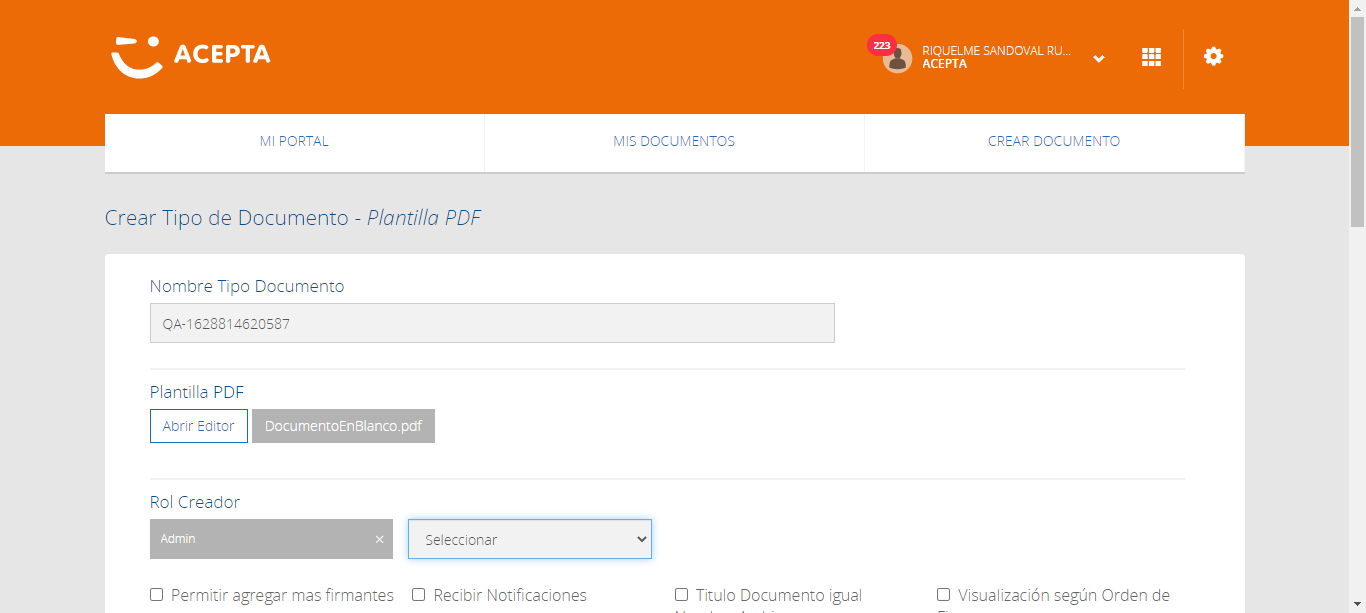 ACEPTA
223
RIQUELME SANDOVAL RU...
ACEPTA
MI PORTAL
MIS DOCUMENTOS
CREAR DOCUMENTO
Crear Tipo de Documento - Plantilla PDF
Nombre Tipo Documento
QA-1628814620587
Plantilla PDF
Abrir Editor
DocumentoEnBlanco.pdf
Rol Creador
Admin ×
Seleccionar
Permitir agregar mas firmantes
Recibir Notificaciones
Titulo Documento igual
Visualización según Orden de